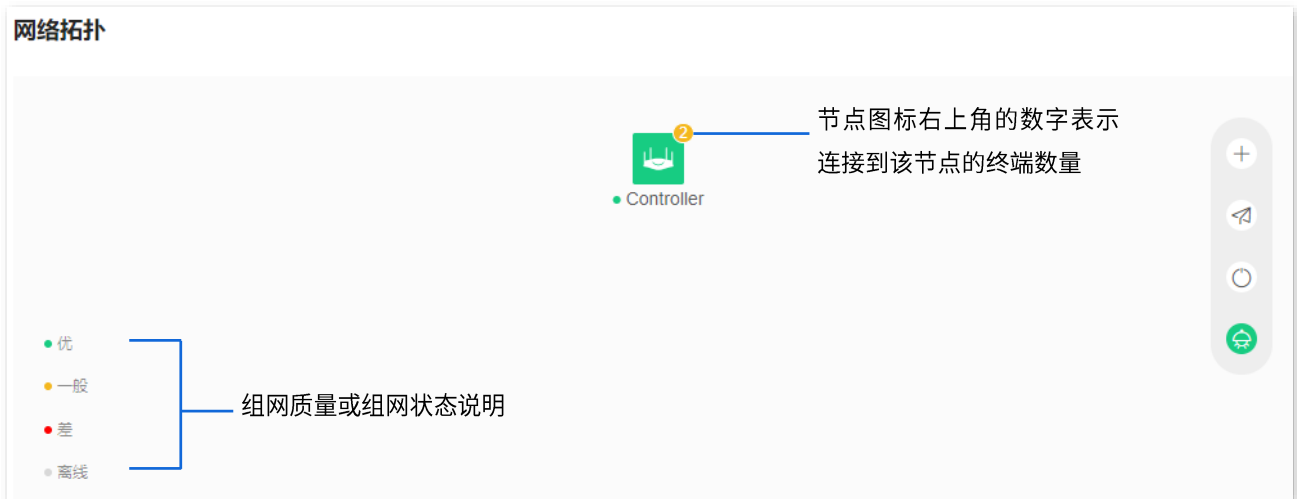 网络拓扑
2
节点图标右上角的数字表示
连接到该节点的终端数量
Controller
优
一般
差
离线
组网质量或组网状态说明